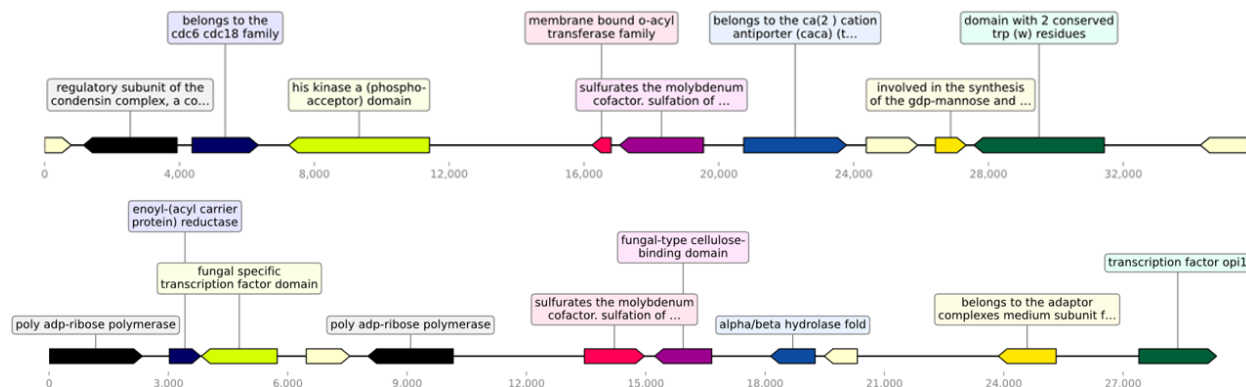 belongs to the
cdc6 cdc18 family
membrane bound o-acyl
transferase family
belongs to the ca(2 ) cation
antiporter (caca) (t...
domain with 2 conserved
trp (w) residues
regulatory subunit of the
condensin complex, a co...
his kinase a (phospho-
acceptor) domain
sulfurates the molybdenum
cofactor. sulfation of ...
involved in the synthesis
of the gdp-mannose and ...
0 4,000 8,000 12,000 16,000 20,000 24,000 28,000 32,000
enoyl-(acyl carrier
protein) reductase
fungal-type cellulose-
binding domain
fungal specific
transcription factor domain
transcription factor opi1
sulfurates the molybdenum
cofactor. sulfation of ...
belongs to the adaptor
complexes medium subunit f...
poly adp-ribose polymerase
poly adp-ribose polymerase
alpha/beta hydrolase fold
0 3,000 6,000 9,000 12,000 15,000 18,000 21,000 24,000 27,000